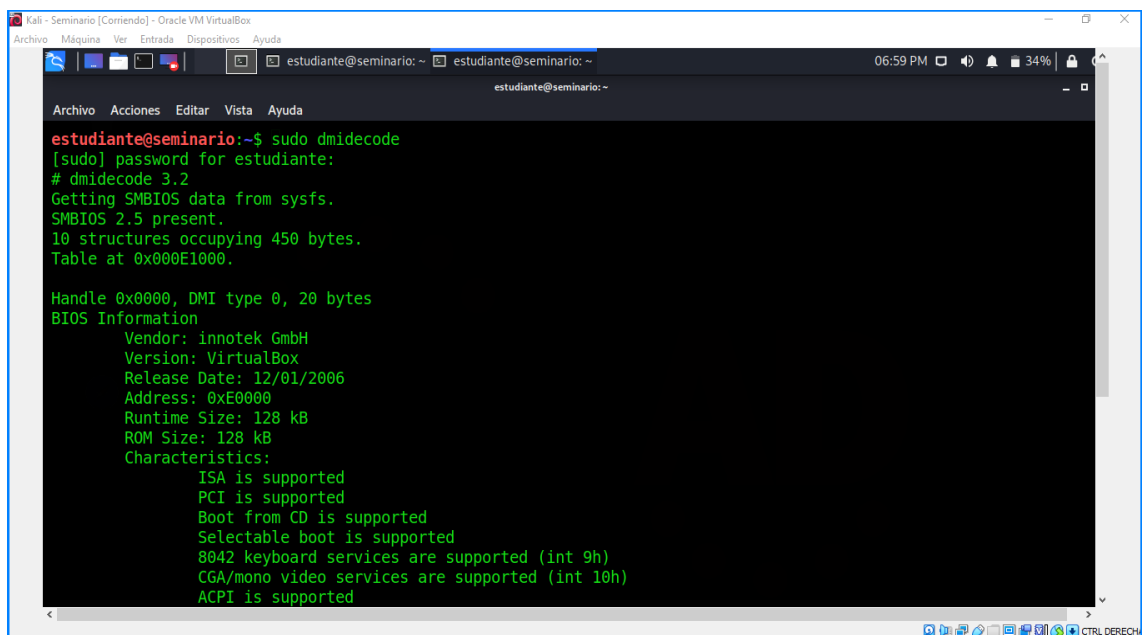 Kali - Seminario [Corriendo] - Oracle VM VirtualBox
Archivo Máquina Ver Entrada Dispositivos Ayuda
estudiante@seminario: ~ estudiante@seminario: ~ 06:59 PM 34%
estudiante@seminario:~
Archivo Acciones Editar Vista Ayuda
estudiante@seminario:~$ sudo dmidecode
[sudo] password for estudiante:
# dmidecode 3.2
Getting SMBIOS data from sysfs.
SMBIOS 2.5 present.
10 structures occupying 450 bytes.
Table at 0x000E1000.
Handle 0x0000, DMI type 0, 20 bytes
BIOS Information
Vendor: innotek GmbH
Version: VirtualBox
Release Date: 12/01/2006
Address: 0xE0000
Runtime Size: 128 kB
ROM Size: 128 kB
Characteristics:
ISA is supported
PCI is supported
Boot from CD is supported
Selectable boot is supported
8042 keyboard services are supported (int 9h)
CGA/mono video services are supported (int 10h)
ACPI is supported
CTRL DERECHA